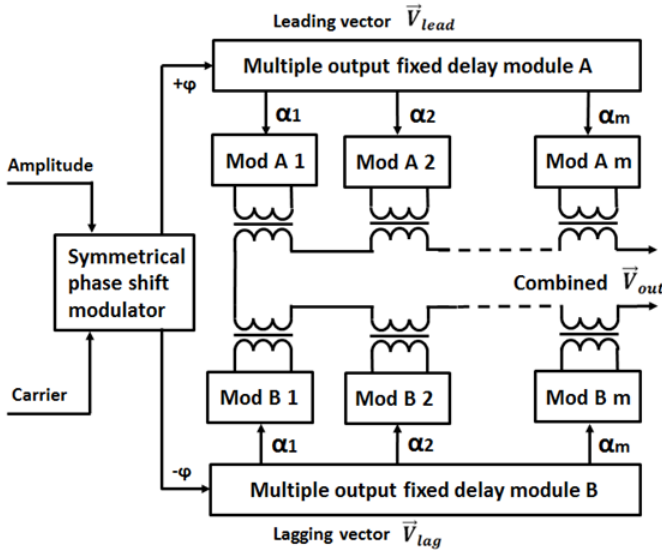 Leading vector V⃗lead
Multiple output fixed delay module A
+φ
α1
α2
αm
Mod A 1
Mod A 2
Mod A m
Amplitude
Symmetrical
phase shift
modulator
Combined V⃗out
Carrier
Mod B 1
Mod B 2
Mod B m
α1
α2
αm
-φ
Multiple output fixed delay module B
Lagging vector V⃗lag